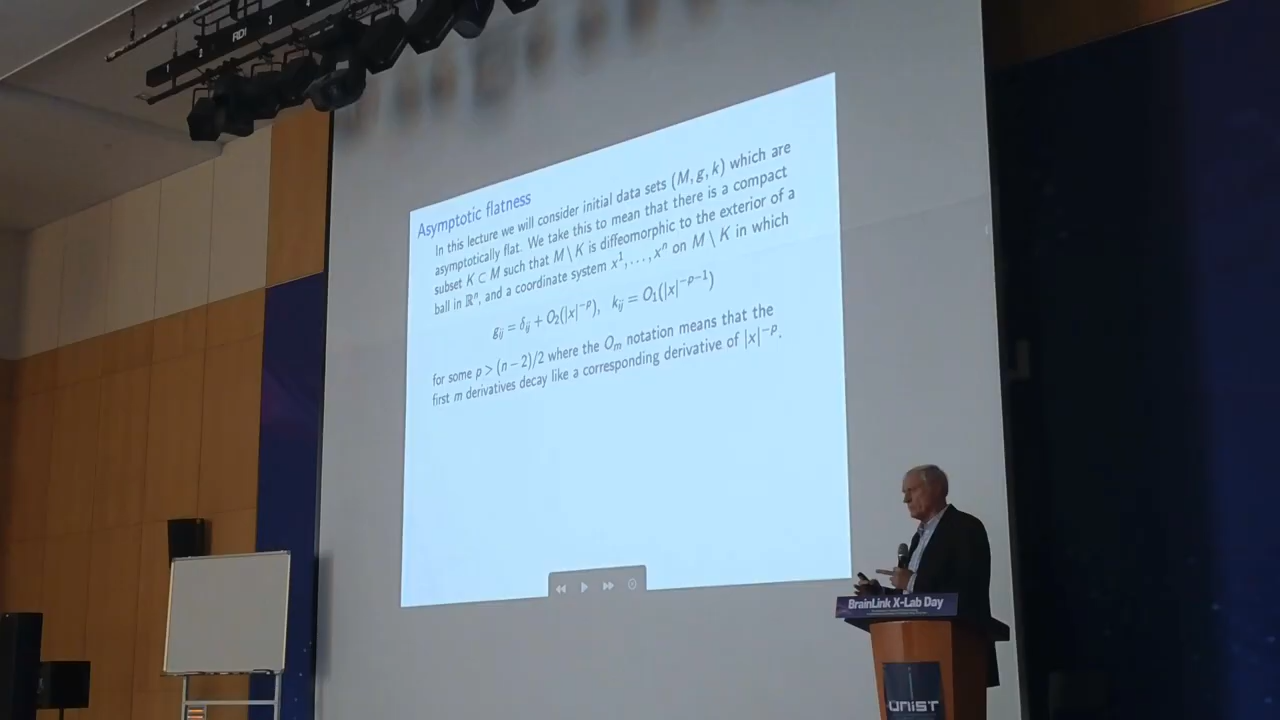 RDI
3
Asymptotic flatness
In this lecture we will consider initial data sets (M, g, k) which are
asymptotically flat. We take this to mean that there is a compact
subset K ⊂ M such that M \ K is diffeomorphic to the exterior of a
ball in ℝⁿ, and a coordinate system x¹, . . . , xⁿ on M \ K in which
gᵢⱼ = δᵢⱼ + O₂(|x|⁻ᵖ), kᵢⱼ = O₁(|x|⁻ᵖ⁻¹)
for some p > (n − 2)/2 where the Oₘ notation means that the
first m derivatives decay like a corresponding derivative of |x|⁻ᵖ.
BrainLink X-Lab Day
UNIST